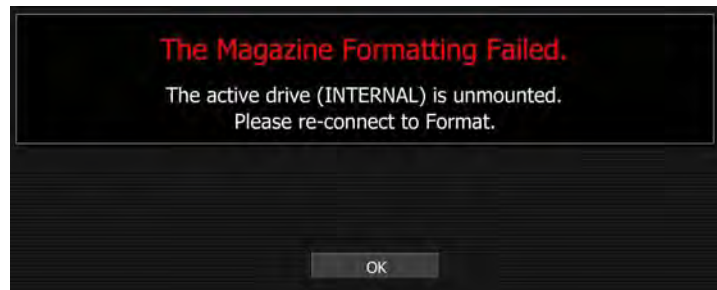 The Magazine Formatting Failed.
The active drive (INTERNAL) is unmounted.
Please re-connect to Format.
OK